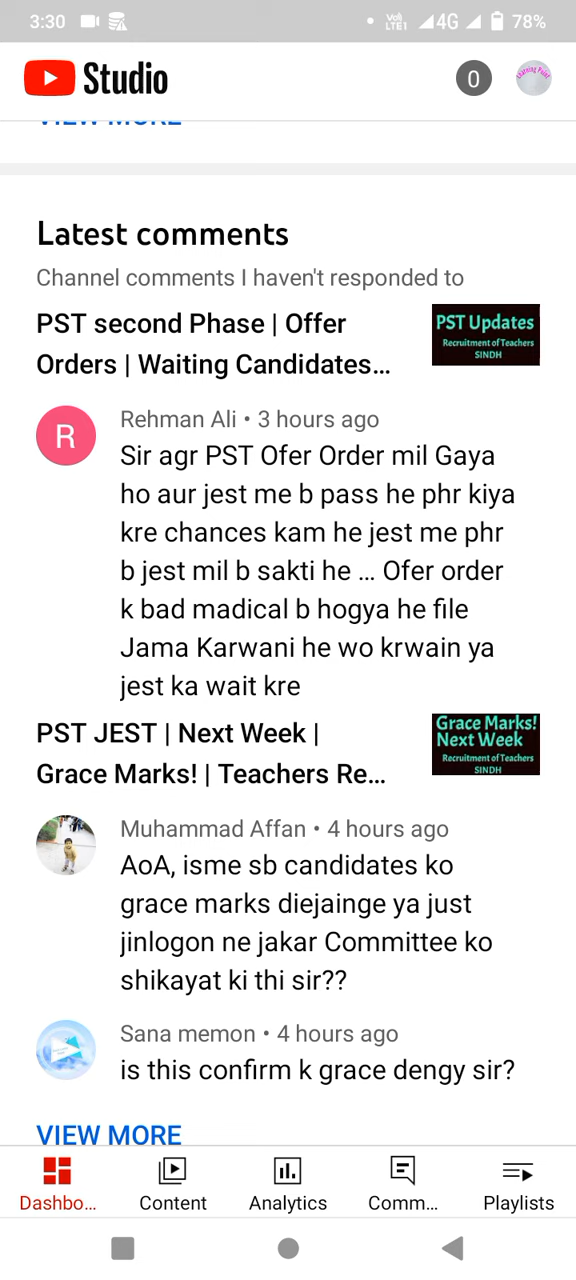 3:30 Vo) LTE1 4G 78%
Studio 0
VIEW MORE
Latest comments
Channel comments I haven't responded to
PST second Phase | Offer
Orders | Waiting Candidates...
PST Updates
Recruitment of Teachers
SINDH
R
Rehman Ali • 3 hours ago
Sir agr PST Ofer Order mil Gaya
ho aur jest me b pass he phr kiya
kre chances kam he jest me phr
b jest mil b sakti he ... Ofer order
k bad madical b hogya he file
Jama Karwani he wo krwain ya
jest ka wait kre
PST JEST | Next Week |
Grace Marks! | Teachers Re...
Grace Marks!
Next Week
Recruitment of Teachers
SINDH
Muhammad Affan • 4 hours ago
AoA, isme sb candidates ko
grace marks diejainge ya just
jinlogon ne jakar Committee ko
shikayat ki thi sir??
Sana memon • 4 hours ago
is this confirm k grace dengy sir?
VIEW MORE
Dashbo... Content Analytics Comm... Playlists